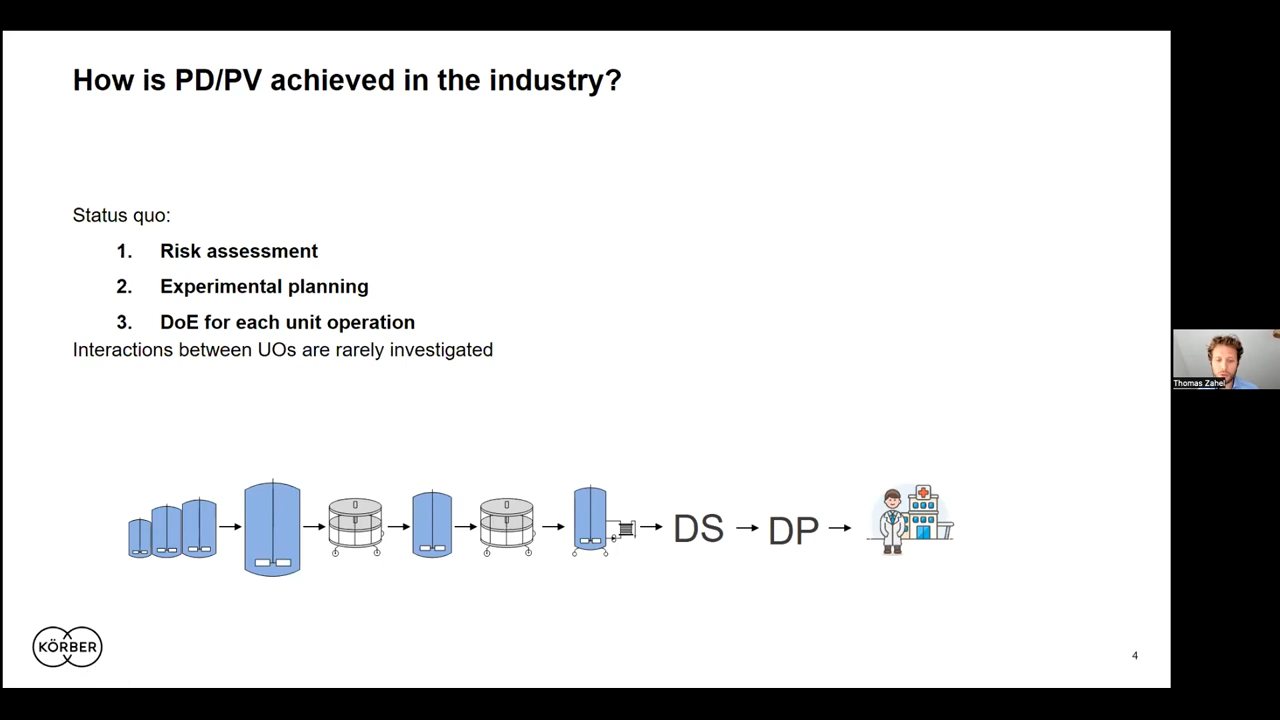 How is PD/PV achieved in the industry?
Status quo:
1. Risk assessment
2. Experimental planning
3. DoE for each unit operation
Interactions between UOs are rarely investigated
DS
DP
KÖRBER
4
Thomas Zahel